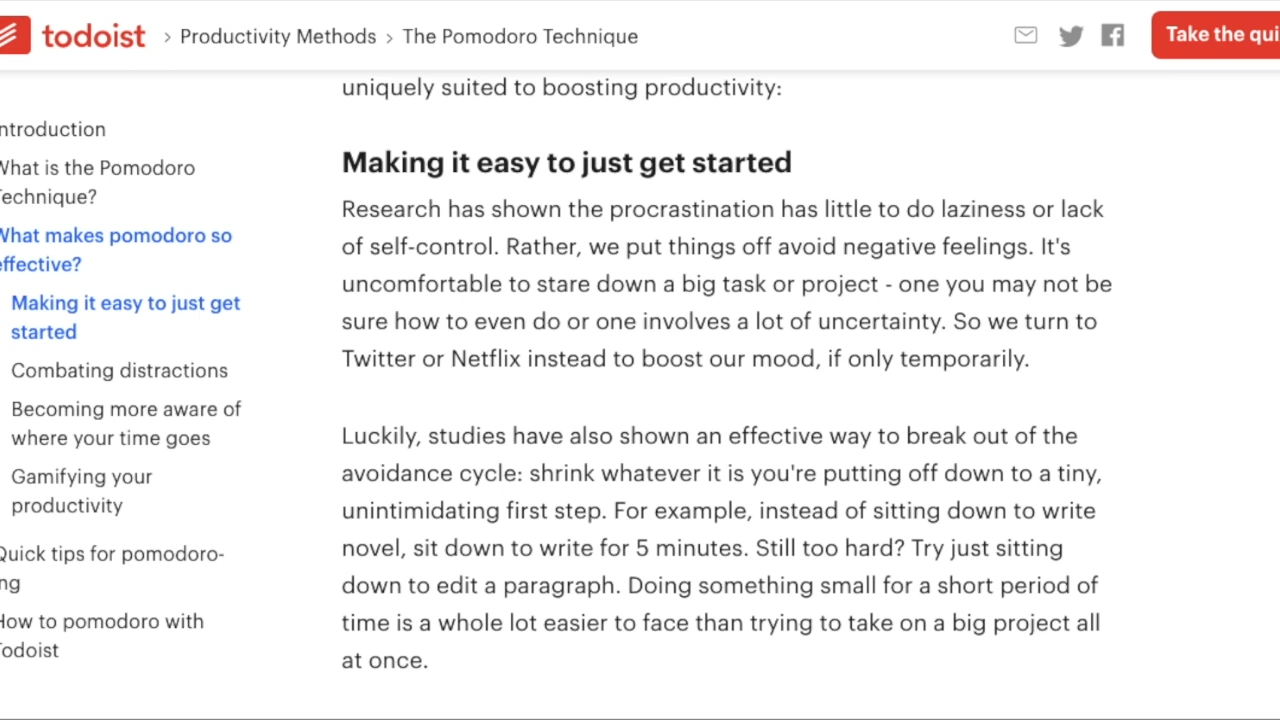 todoist › Productivity Methods › The Pomodoro Technique
Take the qui
ntroduction
What is the Pomodoro
Technique?
What makes pomodoro so
effective?
Making it easy to just get
started
Combating distractions
Becoming more aware of
where your time goes
Gamifying your
productivity
Quick tips for pomodoro-
ng
How to pomodoro with
Todoist
uniquely suited to boosting productivity:
Making it easy to just get started
Research has shown the procrastination has little to do laziness or lack
of self-control. Rather, we put things off avoid negative feelings. It's
uncomfortable to stare down a big task or project - one you may not be
sure how to even do or one involves a lot of uncertainty. So we turn to
Twitter or Netflix instead to boost our mood, if only temporarily.
Luckily, studies have also shown an effective way to break out of the
avoidance cycle: shrink whatever it is you're putting off down to a tiny,
unintimidating first step. For example, instead of sitting down to write
novel, sit down to write for 5 minutes. Still too hard? Try just sitting
down to edit a paragraph. Doing something small for a short period of
time is a whole lot easier to face than trying to take on a big project all
at once.